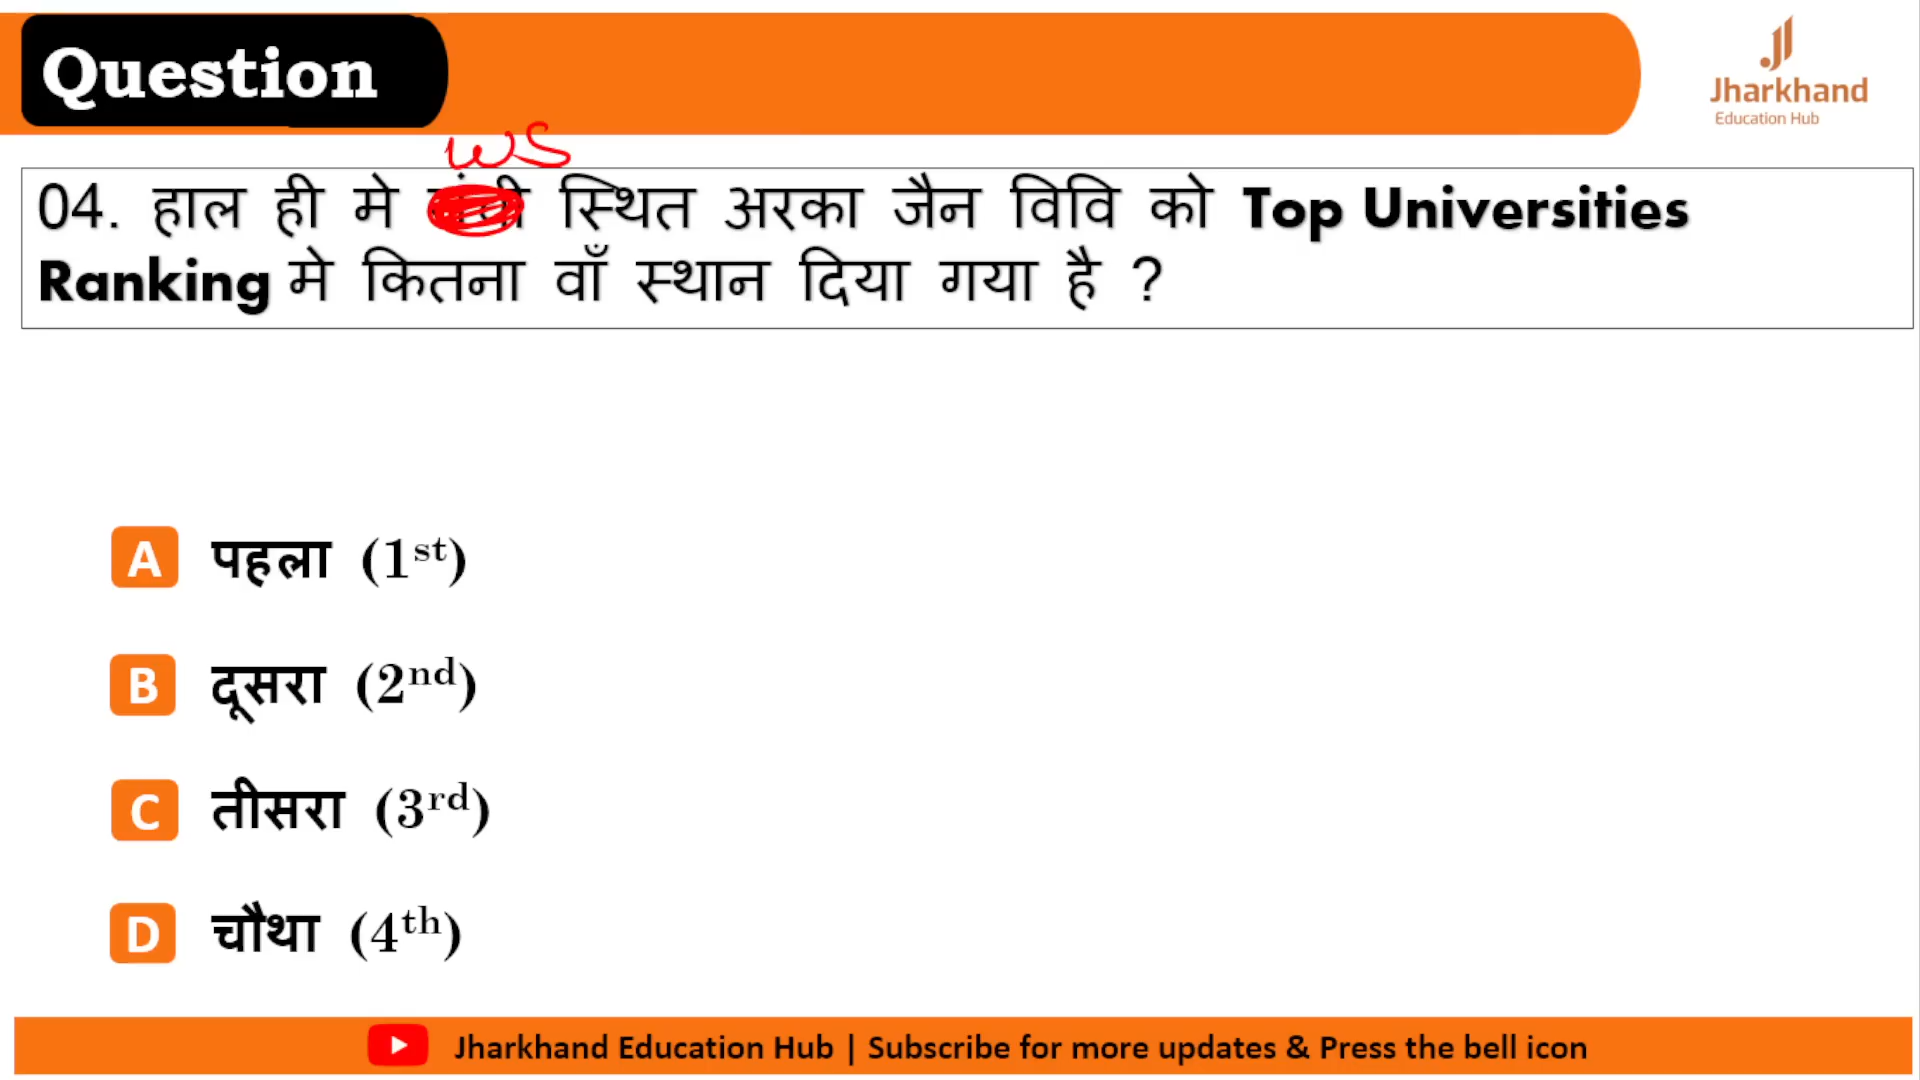 Question
Jharkhand
Education Hub
WS
04. हाल ही मे स्थित अरका जैन विवि को Top Universities
Ranking मे कितना वाँ स्थान दिया गया है ?
A पहला (1st)
B दूसरा (2nd)
C तीसरा (3rd)
D चौथा (4th)
Jharkhand Education Hub | Subscribe for more updates & Press the bell icon